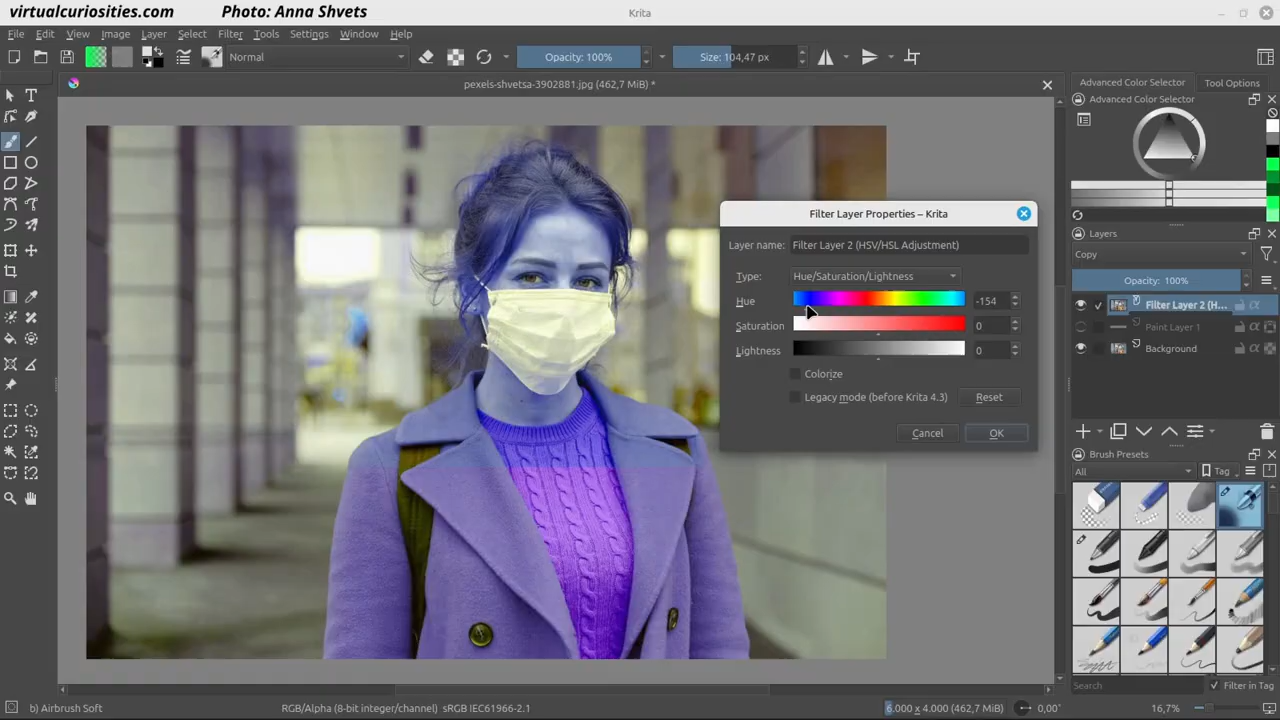 virtualcuriosities.com Photo: Anna Shvets
Krita
File Edit View Image Layer Select Filter Tools Settings Window Help
Normal Opacity: 100% Size: 104,47 px
pexels-shvetsa-3902881.jpg (462,7 MiB) *
Advanced Color Selector Tool Options
Advanced Color Selector
Filter Layer Properties – Krita
Layer name: Filter Layer 2 (HSV/HSL Adjustment)
Type: Hue/Saturation/Lightness
Hue -154
Saturation 0
Lightness 0
Colorize
Legacy mode (before Krita 4.3) Reset
Cancel OK
Layers
Copy
Opacity: 100%
Filter Layer 2 (H...
Paint Layer 1
Background
Brush Presets
All Tag
Search Filter in Tag
b) Airbrush Soft RGB/Alpha (8-bit integer/channel) sRGB IEC61966-2.1 6.000 x 4.000 (462,7 MiB) 0,00° 16,7%